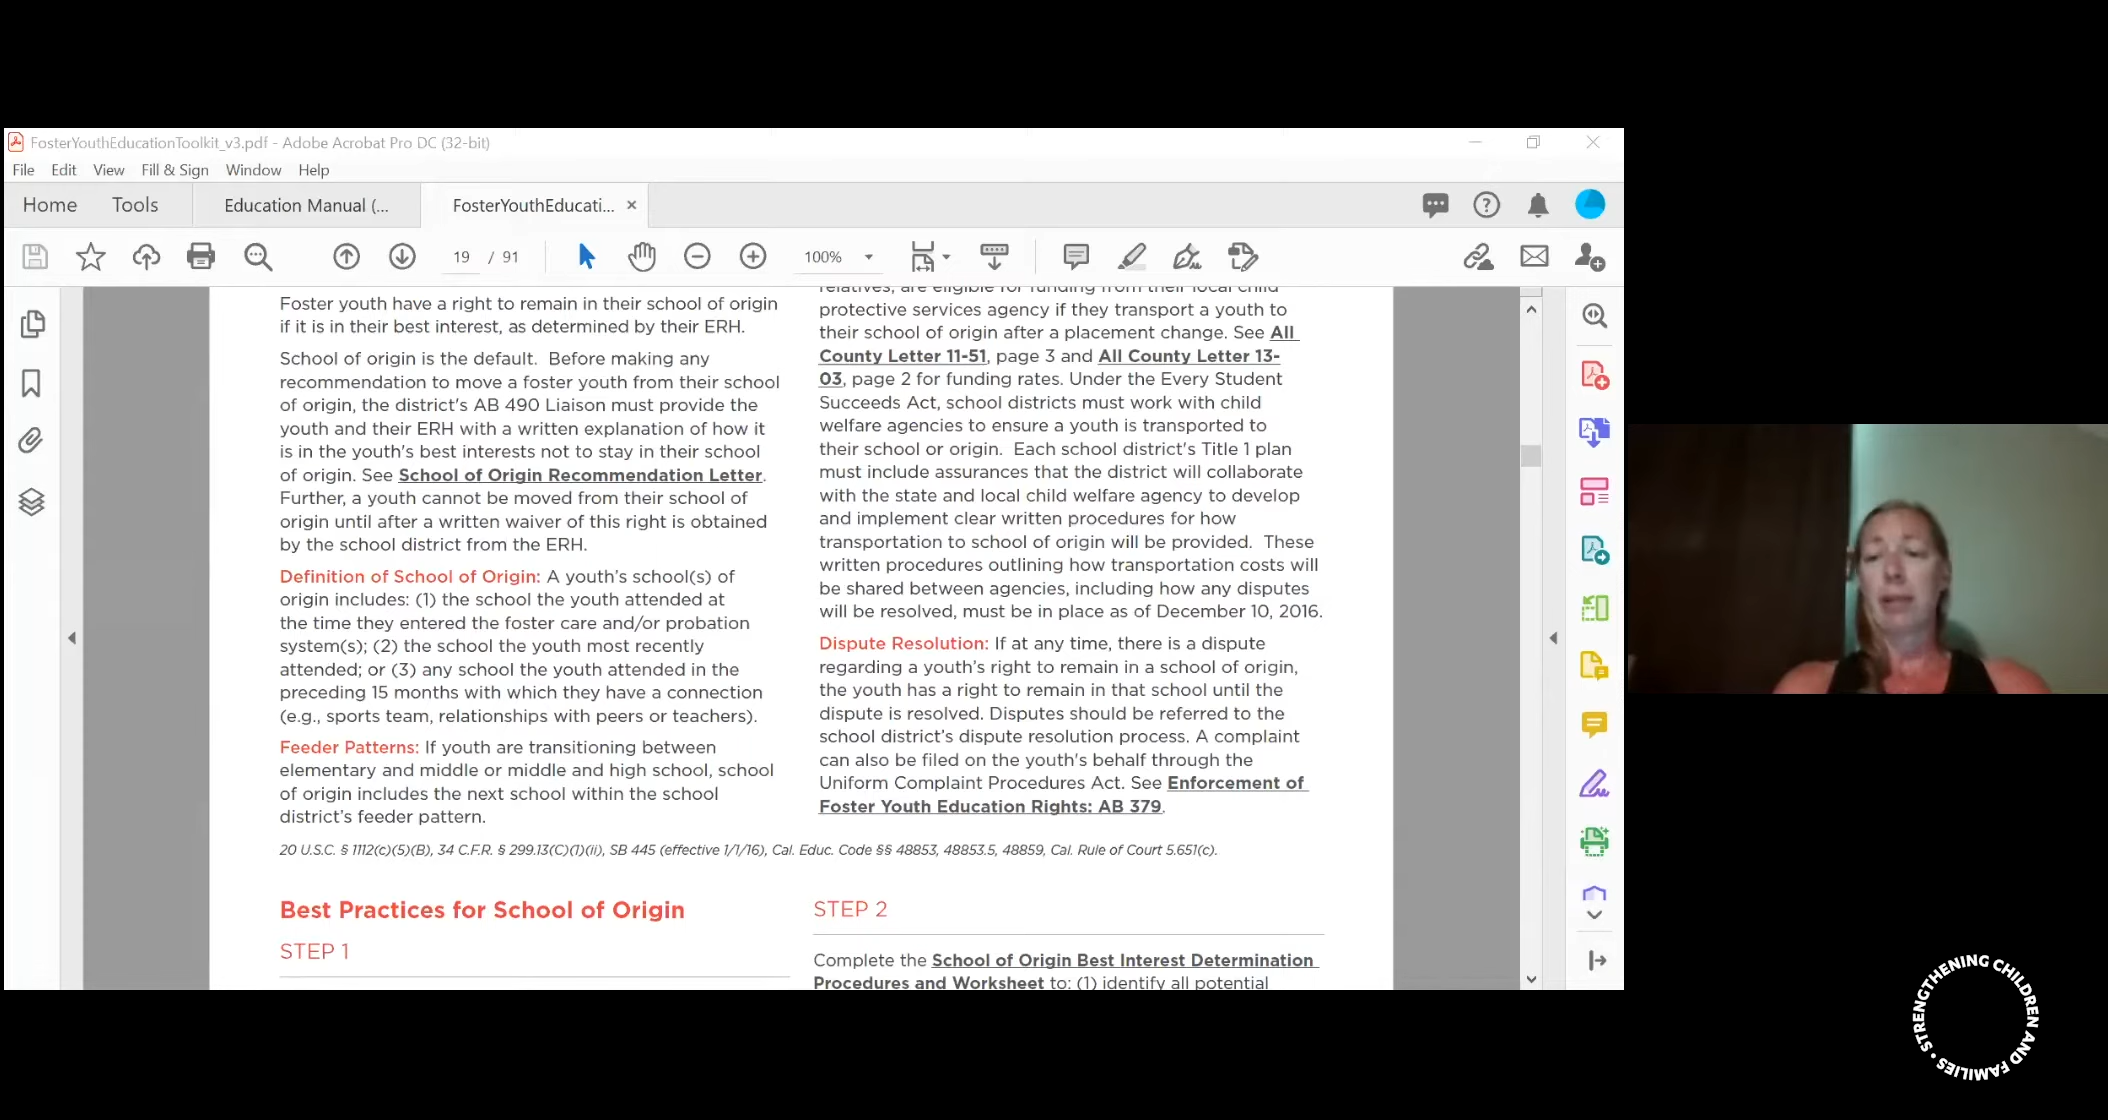 FosterYouthEducationToolkit_v3.pdf - Adobe Acrobat Pro DC (32-bit)
File Edit View Fill & Sign Window Help
Home Tools Education Manual (... FosterYouthEducati... ×
19 / 91 100%
Foster youth have a right to remain in their school of origin
if it is in their best interest, as determined by their ERH.
School of origin is the default.  Before making any
recommendation to move a foster youth from their school
of origin, the district's AB 490 Liaison must provide the
youth and their ERH with a written explanation of how it
is in the youth's best interests not to stay in their school
of origin. See School of Origin Recommendation Letter.
Further, a youth cannot be moved from their school of
origin until after a written waiver of this right is obtained
by the school district from the ERH.
Definition of School of Origin: A youth's school(s) of
origin includes: (1) the school the youth attended at
the time they entered the foster care and/or probation
system(s); (2) the school the youth most recently
attended; or (3) any school the youth attended in the
preceding 15 months with which they have a connection
(e.g., sports team, relationships with peers or teachers).
Feeder Patterns: If youth are transitioning between
elementary and middle or middle and high school, school
of origin includes the next school within the school
district's feeder pattern.
relatives, are eligible for funding from their local child
protective services agency if they transport a youth to
their school of origin after a placement change. See All
County Letter 11-51, page 3 and All County Letter 13-
03, page 2 for funding rates. Under the Every Student
Succeeds Act, school districts must work with child
welfare agencies to ensure a youth is transported to
their school or origin.  Each school district's Title 1 plan
must include assurances that the district will collaborate
with the state and local child welfare agency to develop
and implement clear written procedures for how
transportation to school of origin will be provided.  These
written procedures outlining how transportation costs will
be shared between agencies, including how any disputes
will be resolved, must be in place as of December 10, 2016.
Dispute Resolution: If at any time, there is a dispute
regarding a youth's right to remain in a school of origin,
the youth has a right to remain in that school until the
dispute is resolved. Disputes should be referred to the
school district's dispute resolution process. A complaint
can also be filed on the youth's behalf through the
Uniform Complaint Procedures Act. See Enforcement of
Foster Youth Education Rights: AB 379.
20 U.S.C. § 1112(c)(5)(B), 34 C.F.R. § 299.13(C)(1)(ii), SB 445 (effective 1/1/16), Cal. Educ. Code §§ 48853, 48853.5, 48859, Cal. Rule of Court 5.651(c).
Best Practices for School of Origin
STEP 1
STEP 2
Complete the School of Origin Best Interest Determination
Procedures and Worksheet to: (1) identify all potential
STRENGTHENING CHILDREN AND FAMILIES •